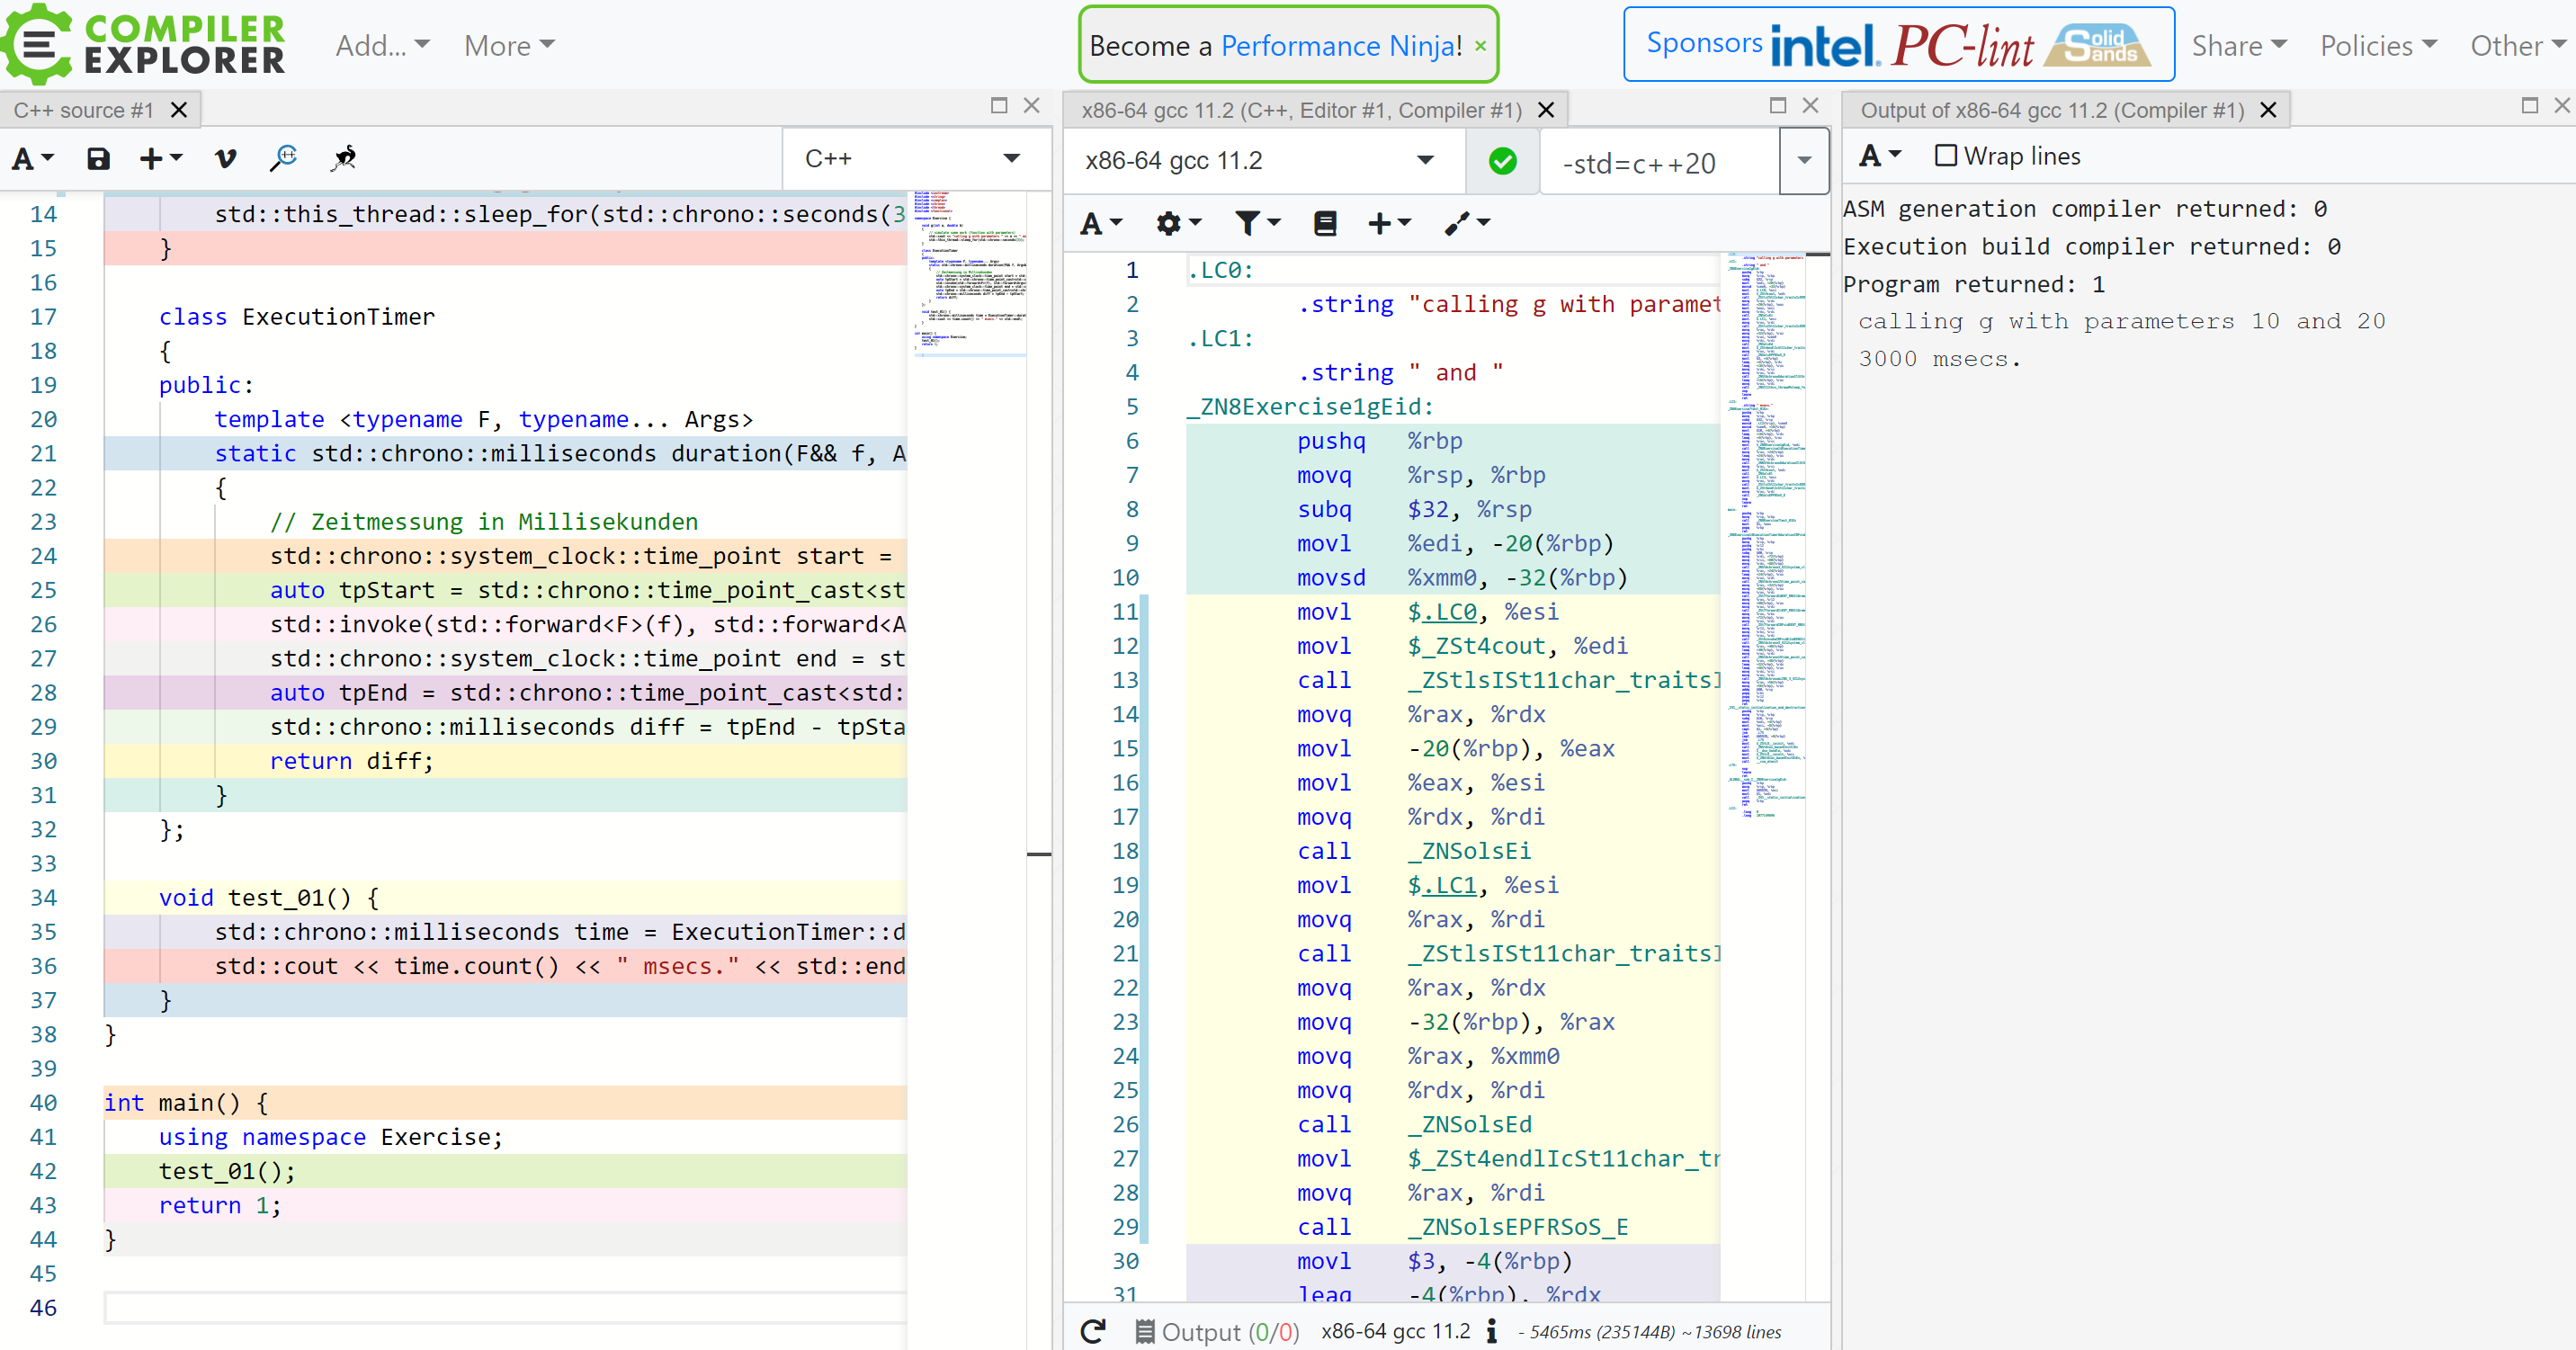 COMPILER EXPLORER
Add... More
Become a Performance Ninja! ×
Sponsors intel. PC-lint Solid Sands
Share Policies Other
C++ source #1
A
C++
14 std::this_thread::sleep_for(std::chrono::seconds(3
15 }
16
17 class ExecutionTimer
18 {
19 public:
20 template <typename F, typename... Args>
21 static std::chrono::milliseconds duration(F&& f, A
22 {
23 // Zeitmessung in Millisekunden
24 std::chrono::system_clock::time_point start =
25 auto tpStart = std::chrono::time_point_cast<st
26 std::invoke(std::forward<F>(f), std::forward<A
27 std::chrono::system_clock::time_point end = st
28 auto tpEnd = std::chrono::time_point_cast<std:
29 std::chrono::milliseconds diff = tpEnd - tpSta
30 return diff;
31 }
32 };
33
34 void test_01() {
35 std::chrono::milliseconds time = ExecutionTimer::d
36 std::cout << time.count() << " msecs." << std::end
37 }
38 }
39
40 int main() {
41 using namespace Exercise;
42 test_01();
43 return 1;
44 }
45
46
x86-64 gcc 11.2 (C++, Editor #1, Compiler #1)
x86-64 gcc 11.2
-std=c++20
A
1 .LC0:
2 .string "calling g with paramet
3 .LC1:
4 .string " and "
5 _ZN8Exercise1gEid:
6 pushq %rbp
7 movq %rsp, %rbp
8 subq $32, %rsp
9 movl %edi, -20(%rbp)
10 movsd %xmm0, -32(%rbp)
11 movl $.LC0, %esi
12 movl $_ZSt4cout, %edi
13 call _ZStlsISt11char_traitsI
14 movq %rax, %rdx
15 movl -20(%rbp), %eax
16 movl %eax, %esi
17 movq %rdx, %rdi
18 call _ZNSolsEi
19 movl $.LC1, %esi
20 movq %rax, %rdi
21 call _ZStlsISt11char_traitsI
22 movq %rax, %rdx
23 movq -32(%rbp), %rax
24 movq %rax, %xmm0
25 movq %rdx, %rdi
26 call _ZNSolsEd
27 movl $_ZSt4endlIcSt11char_tr
28 movq %rax, %rdi
29 call _ZNSolsEPFRSoS_E
30 movl $3, -4(%rbp)
31 leaq -4(%rbp), %rdx
Output (0/0) x86-64 gcc 11.2 - 5465ms (235144B) ~13698 lines
Output of x86-64 gcc 11.2 (Compiler #1)
A Wrap lines
ASM generation compiler returned: 0
Execution build compiler returned: 0
Program returned: 1
calling g with parameters 10 and 20
3000 msecs.